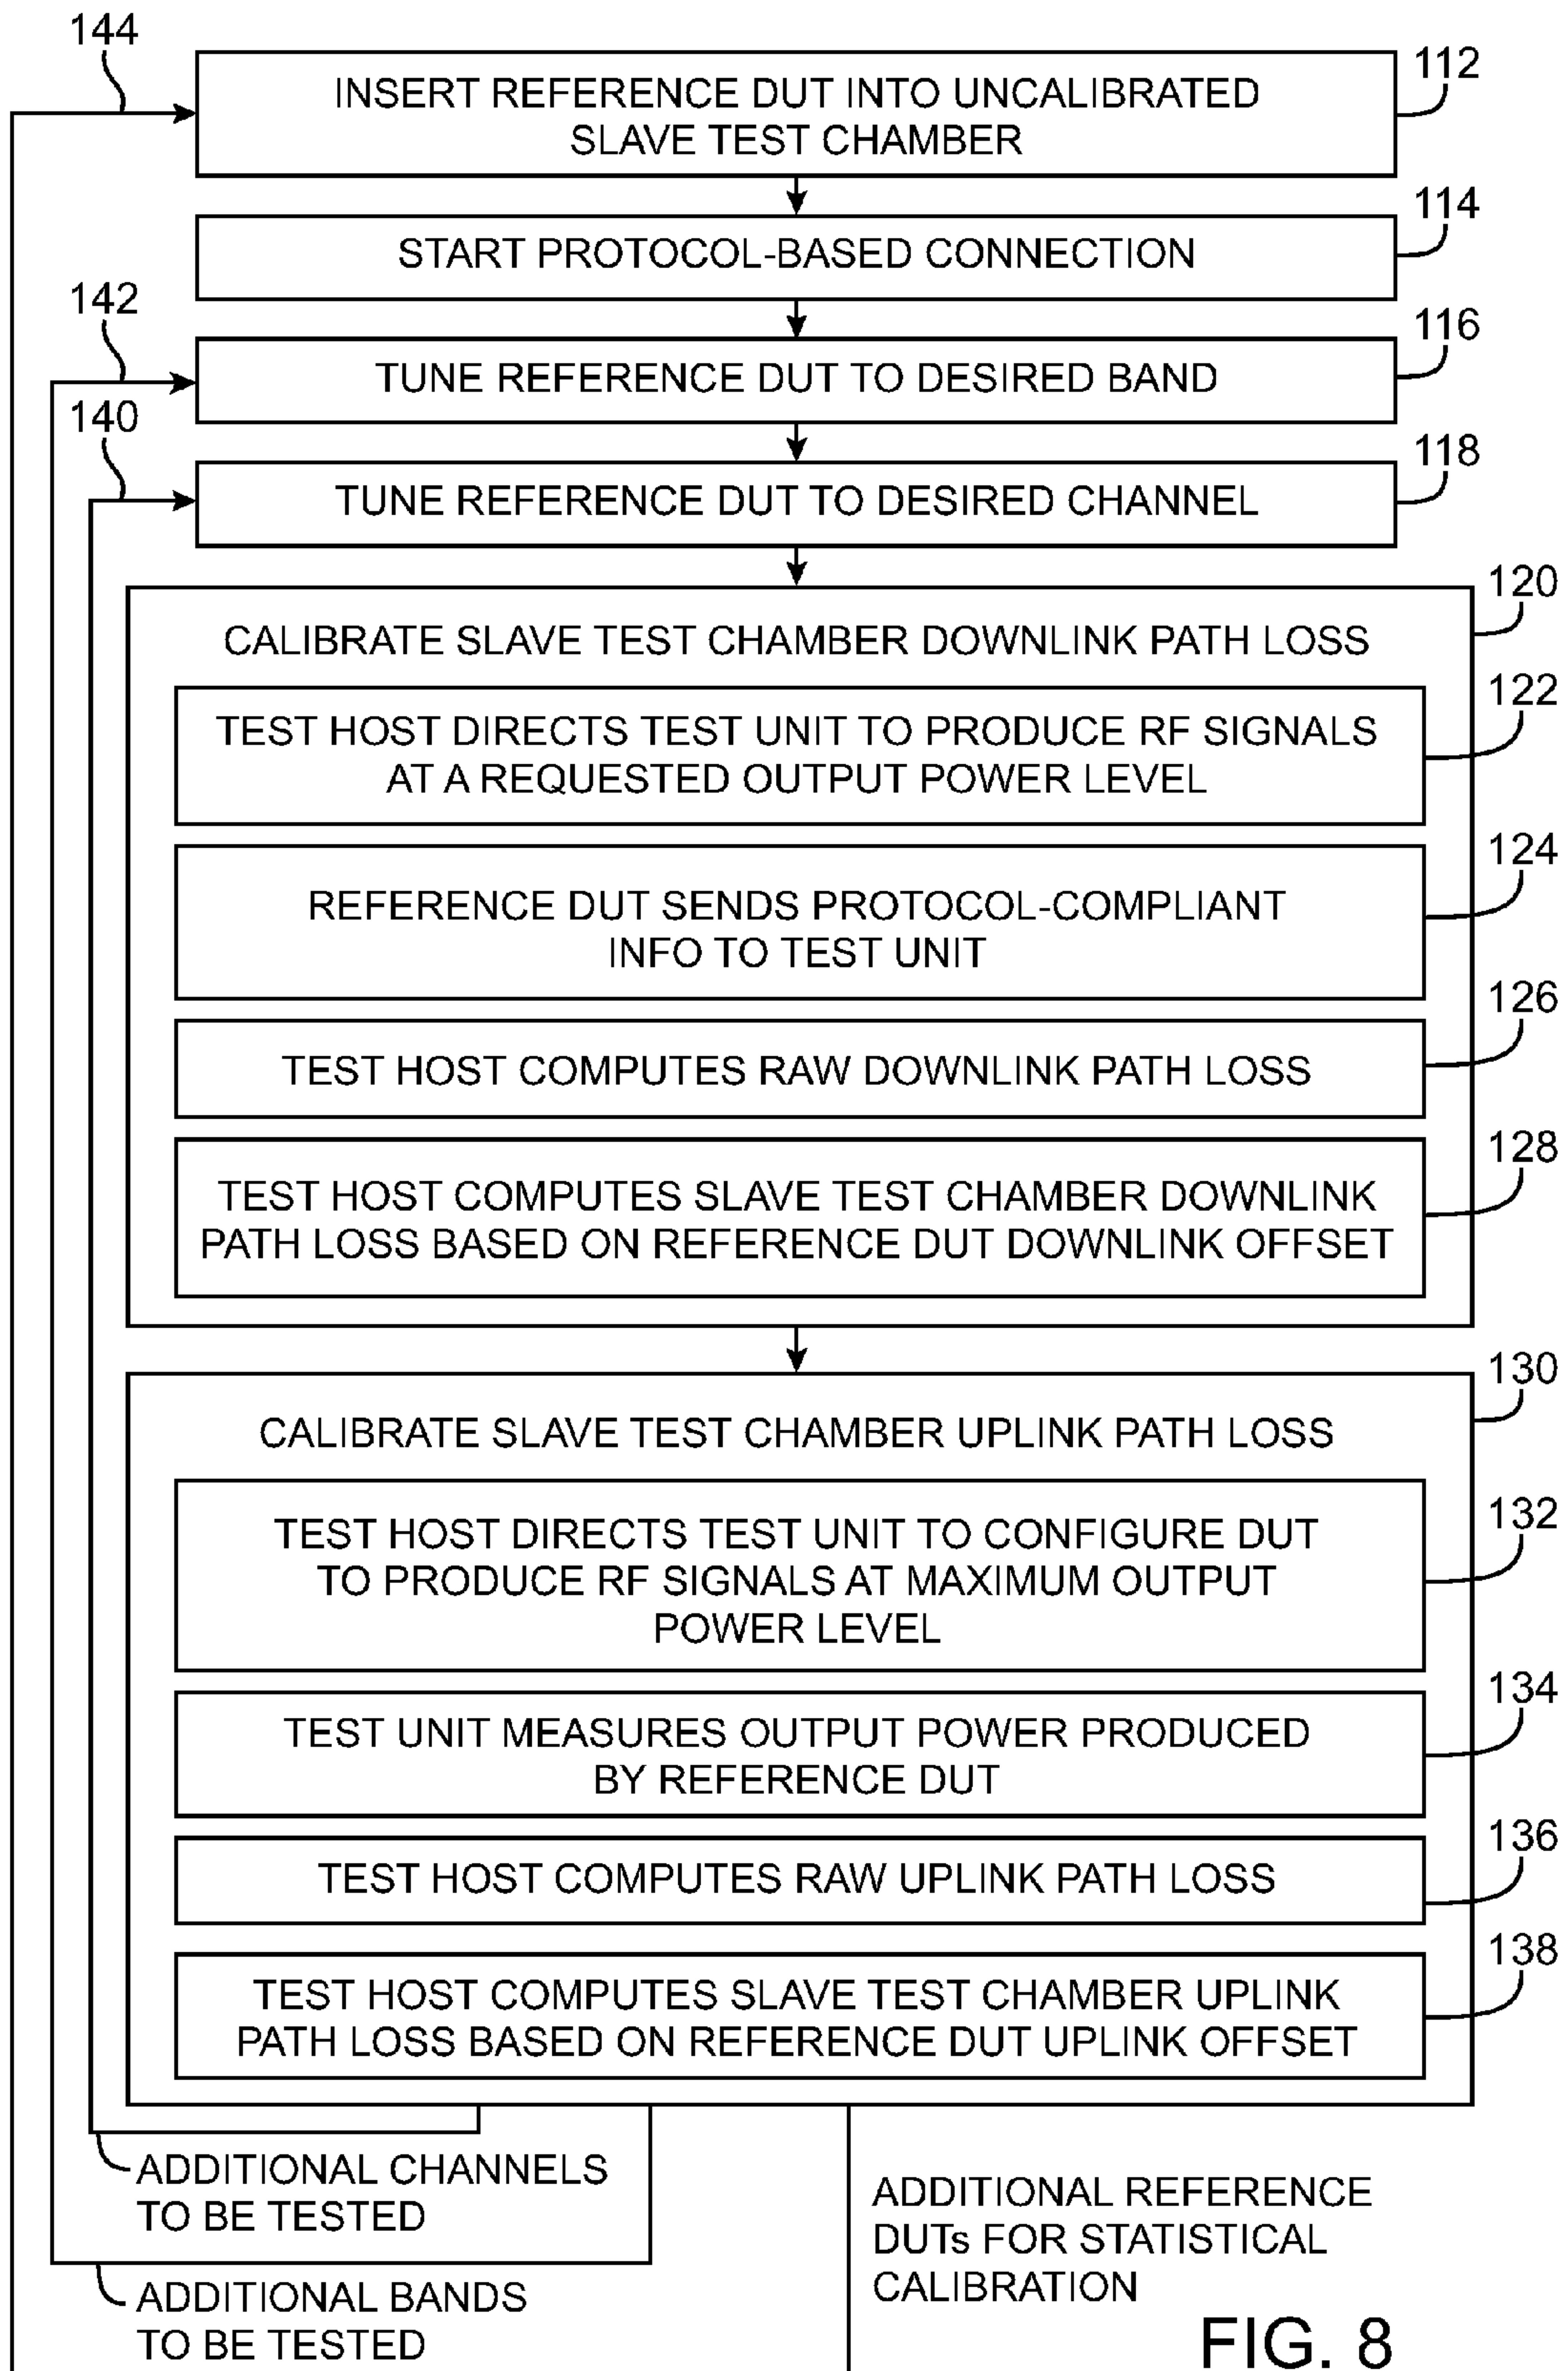 144
INSERT REFERENCE DUT INTO UNCALIBRATED
SLAVE TEST CHAMBER
112
START PROTOCOL-BASED CONNECTION
114
142
TUNE REFERENCE DUT TO DESIRED BAND
116
140
TUNE REFERENCE DUT TO DESIRED CHANNEL
118
120
CALIBRATE SLAVE TEST CHAMBER DOWNLINK PATH LOSS
122
TEST HOST DIRECTS TEST UNIT TO PRODUCE RF SIGNALS
AT A REQUESTED OUTPUT POWER LEVEL
124
REFERENCE DUT SENDS PROTOCOL-COMPLIANT
INFO TO TEST UNIT
126
TEST HOST COMPUTES RAW DOWNLINK PATH LOSS
128
TEST HOST COMPUTES SLAVE TEST CHAMBER DOWNLINK
PATH LOSS BASED ON REFERENCE DUT DOWNLINK OFFSET
130
CALIBRATE SLAVE TEST CHAMBER UPLINK PATH LOSS
132
TEST HOST DIRECTS TEST UNIT TO CONFIGURE DUT
TO PRODUCE RF SIGNALS AT MAXIMUM OUTPUT
POWER LEVEL
134
TEST UNIT MEASURES OUTPUT POWER PRODUCED
BY REFERENCE DUT
136
TEST HOST COMPUTES RAW UPLINK PATH LOSS
138
TEST HOST COMPUTES SLAVE TEST CHAMBER UPLINK
PATH LOSS BASED ON REFERENCE DUT UPLINK OFFSET
ADDITIONAL CHANNELS
TO BE TESTED
ADDITIONAL BANDS
TO BE TESTED
ADDITIONAL REFERENCE
DUTs FOR STATISTICAL
CALIBRATION
FIG. 8